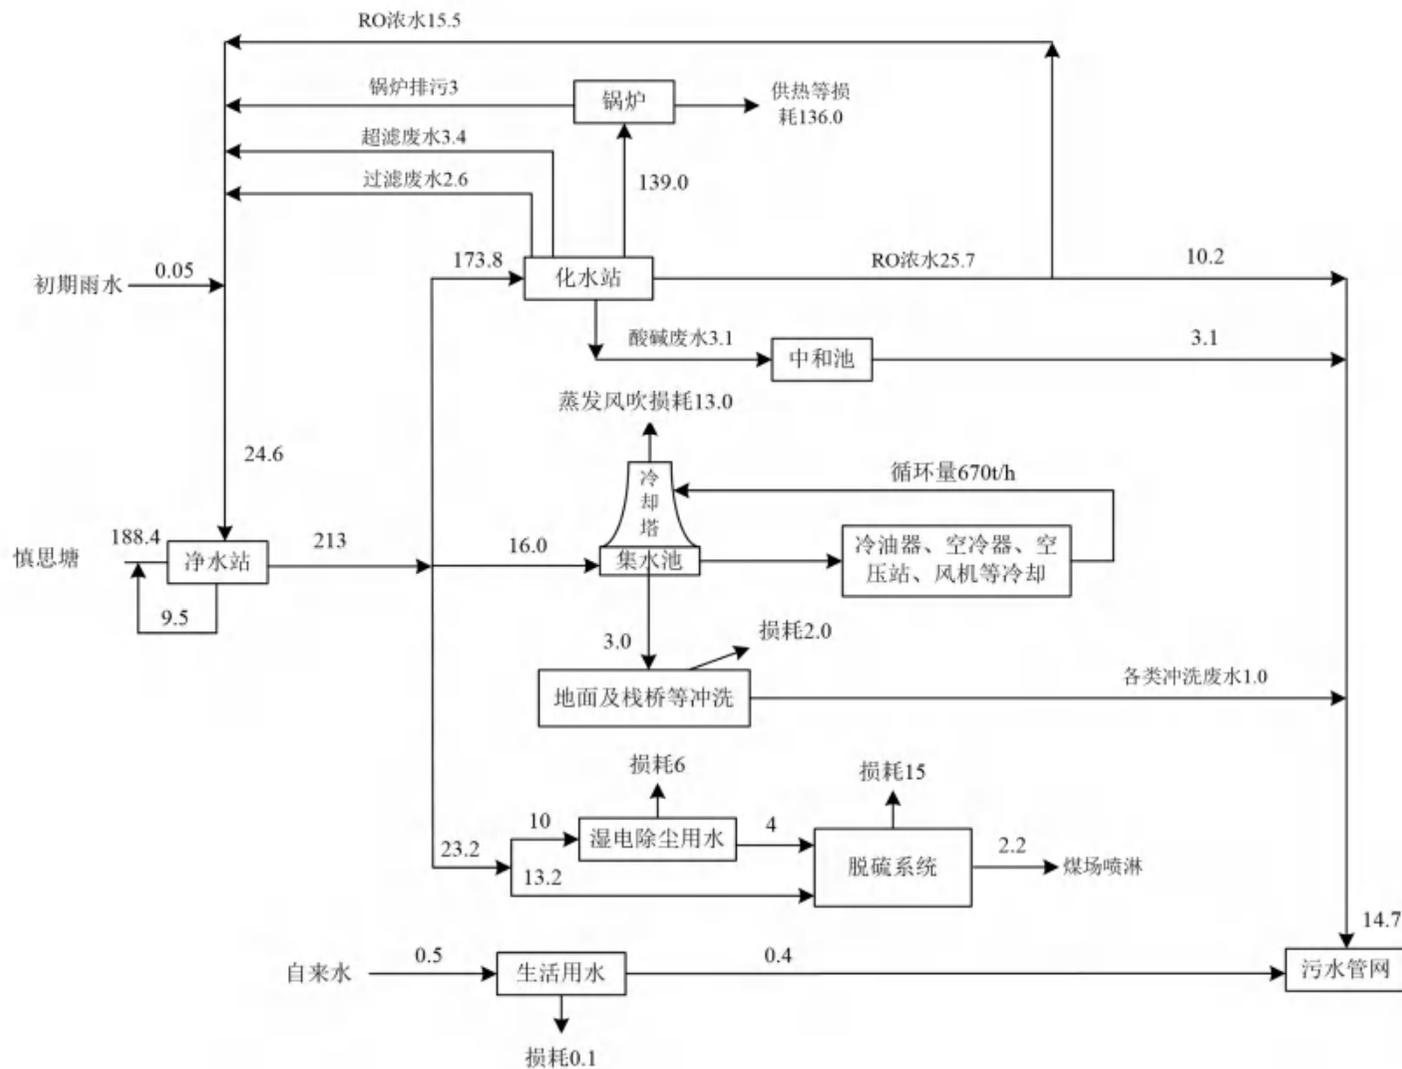 RO浓水15.5
锅炉排污3
锅炉
供热等损
耗136.0
超滤废水3.4
过滤废水2.6
139.0
初期雨水
0.05
173.8
化水站
RO浓水25.7
10.2
酸碱废水3.1
中和池
3.1
蒸发风吹损耗13.0
24.6
冷
却
塔
循环量670t/h
慎思塘
188.4
净水站
213
16.0
集水池
冷油器、空冷器、空
压站、风机等冷却
9.5
3.0
损耗2.0
地面及栈桥等冲洗
各类冲洗废水1.0
损耗6
损耗15
10
湿电除尘用水
4
23.2
13.2
脱硫系统
2.2
煤场喷淋
14.7
自来水
0.5
生活用水
0.4
污水管网
损耗0.1